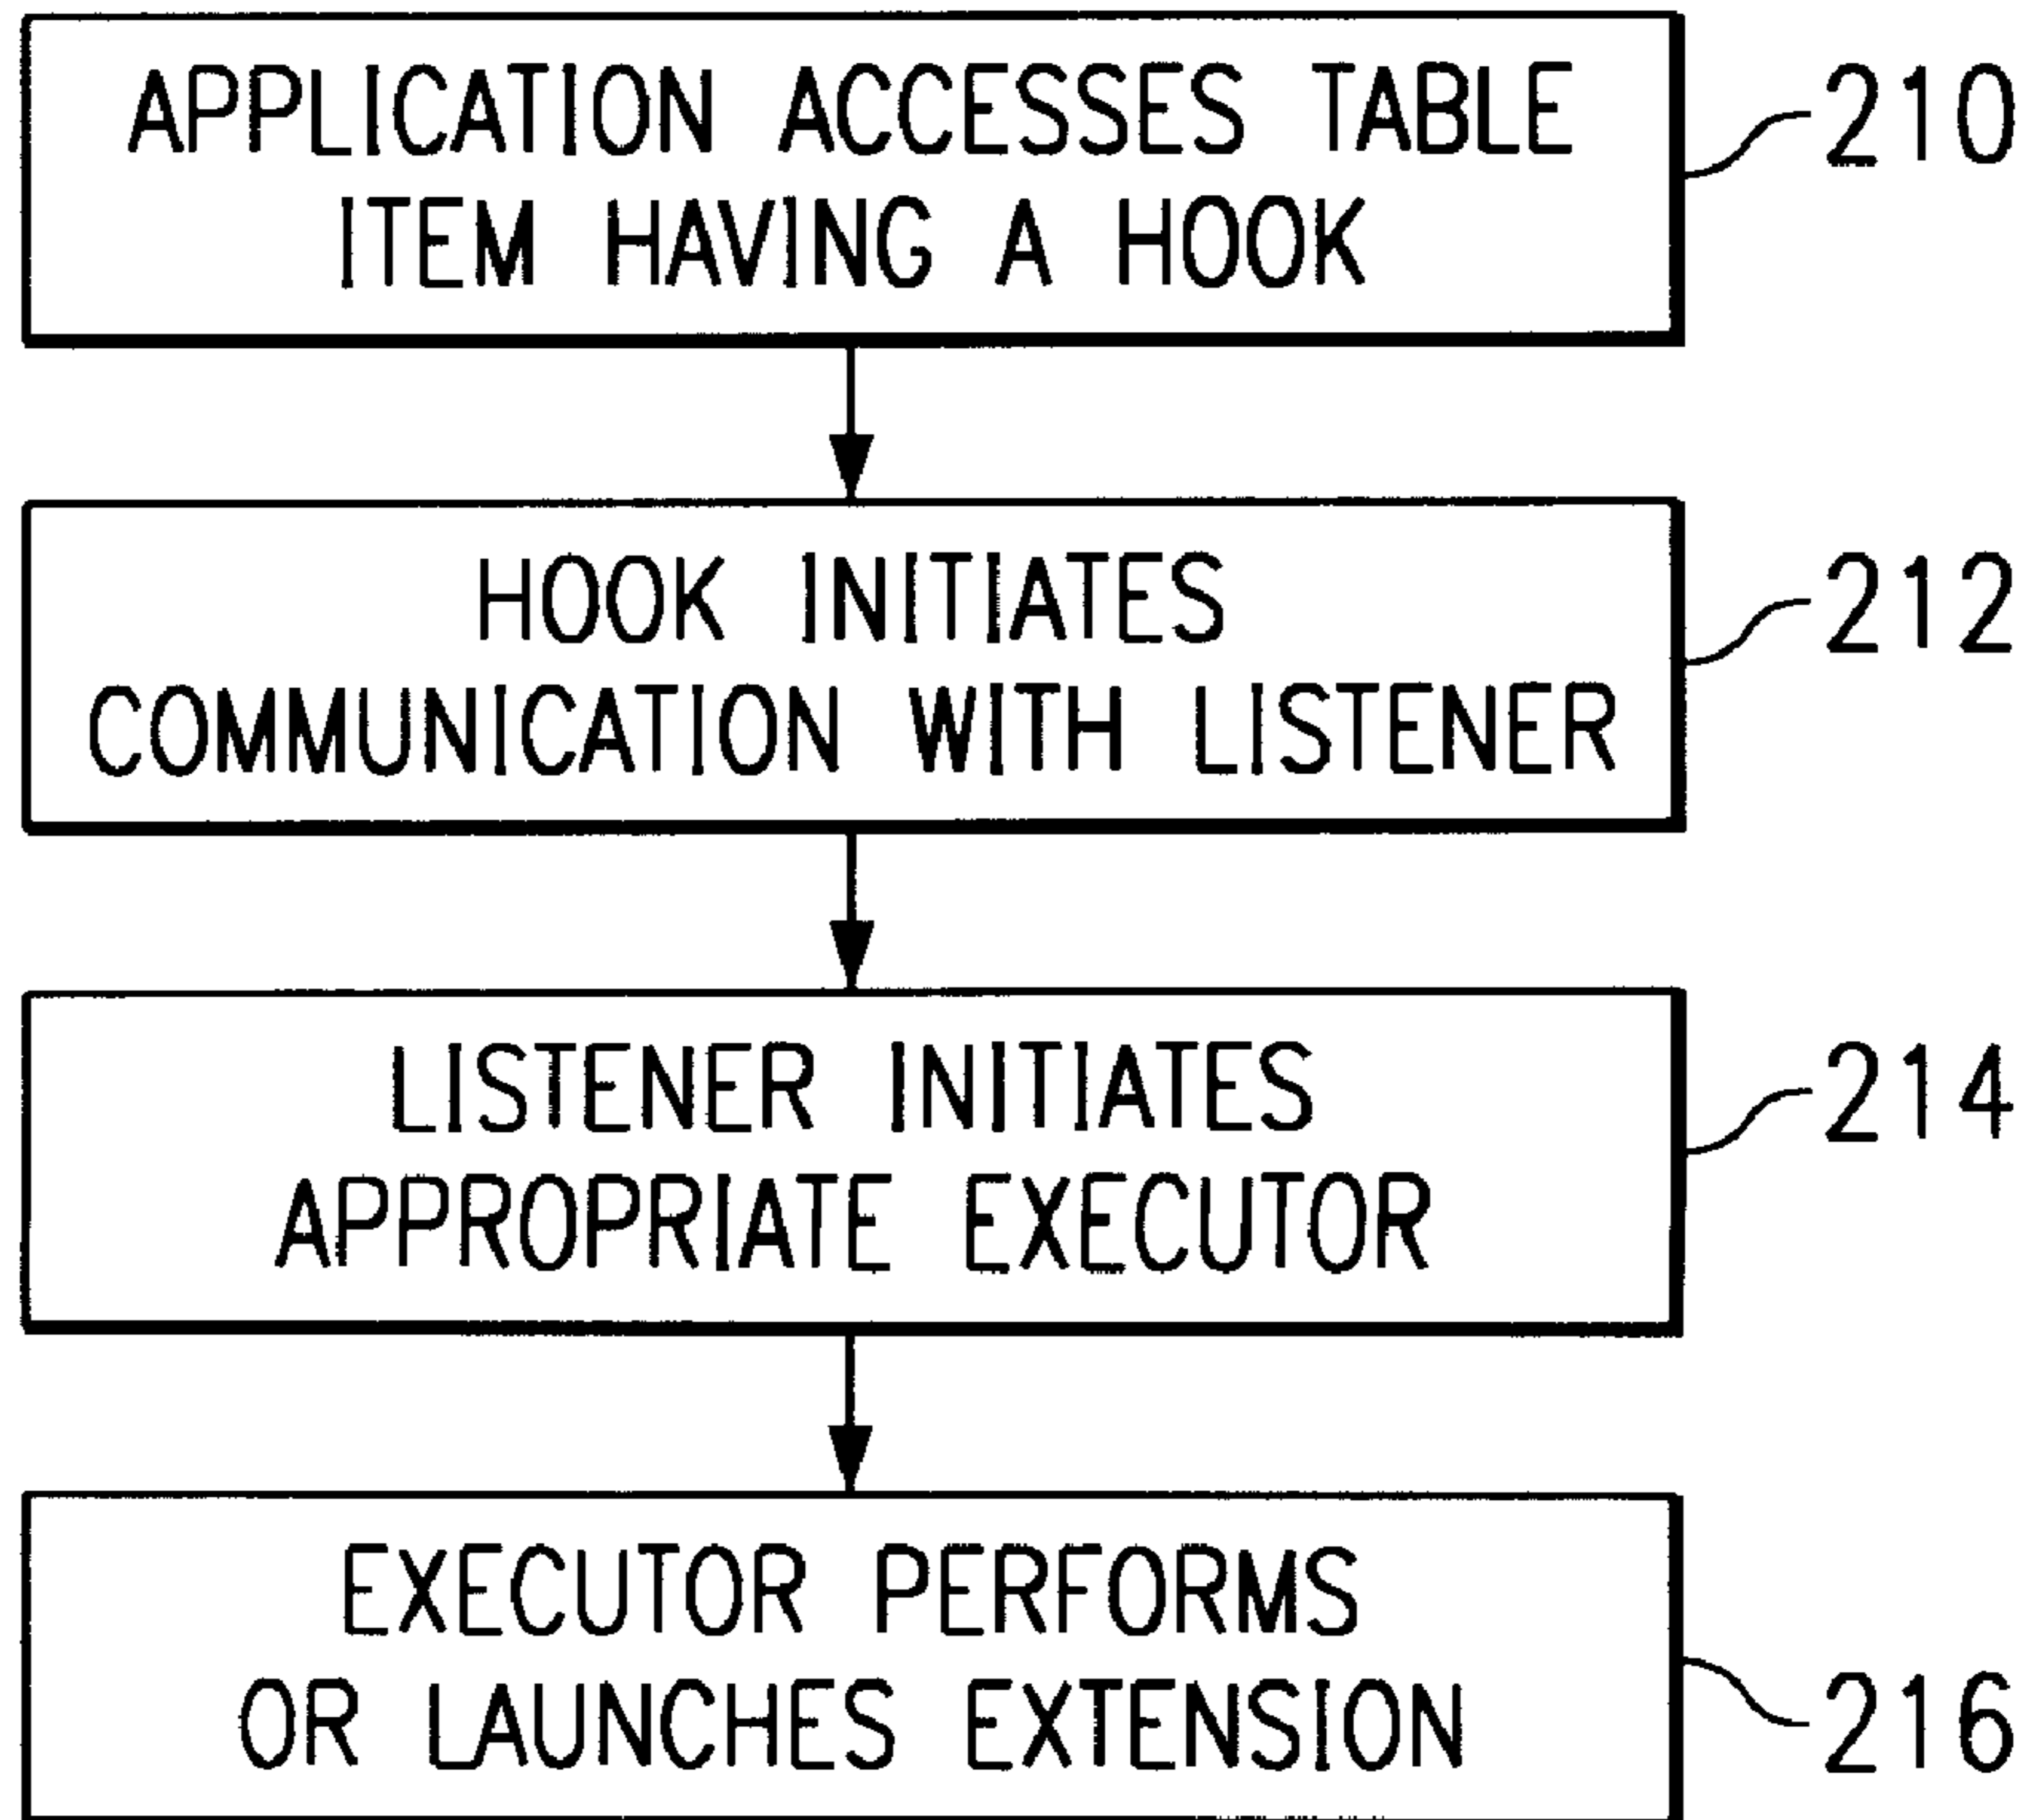 APPLICATION ACCESSES TABLE
ITEM HAVING A HOOK
210
HOOK INITIATES
COMMUNICATION WITH LISTENER
212
LISTENER INITIATES
APPROPRIATE EXECUTOR
214
EXECUTOR PERFORMS
OR LAUNCHES EXTENSION
216